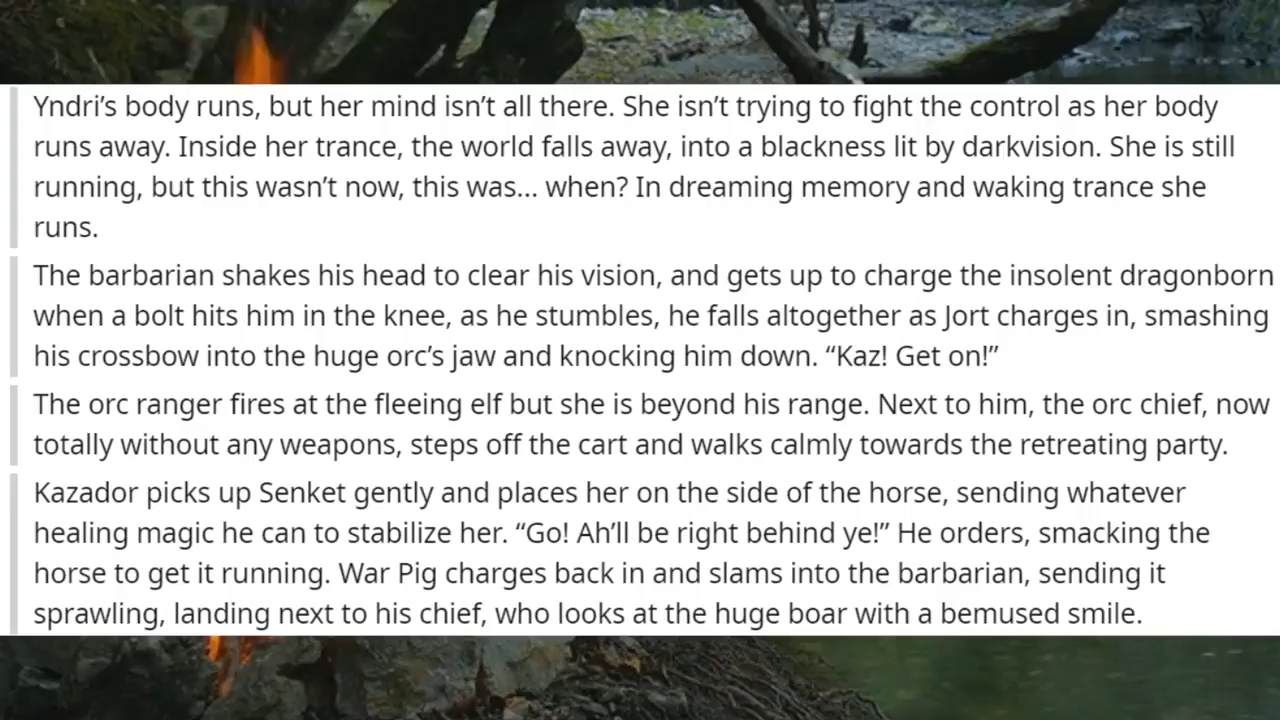 Yndri’s body runs, but her mind isn’t all there. She isn’t trying to fight the control as her body
runs away. Inside her trance, the world falls away, into a blackness lit by darkvision. She is still
running, but this wasn’t now, this was... when? In dreaming memory and waking trance she
runs.
The barbarian shakes his head to clear his vision, and gets up to charge the insolent dragonborn
when a bolt hits him in the knee, as he stumbles, he falls altogether as Jort charges in, smashing
his crossbow into the huge orc’s jaw and knocking him down. “Kaz! Get on!”
The orc ranger fires at the fleeing elf but she is beyond his range. Next to him, the orc chief, now
totally without any weapons, steps off the cart and walks calmly towards the retreating party.
Kazador picks up Senket gently and places her on the side of the horse, sending whatever
healing magic he can to stabilize her. “Go! Ah’ll be right behind ye!” He orders, smacking the
horse to get it running. War Pig charges back in and slams into the barbarian, sending it
sprawling, landing next to his chief, who looks at the huge boar with a bemused smile.